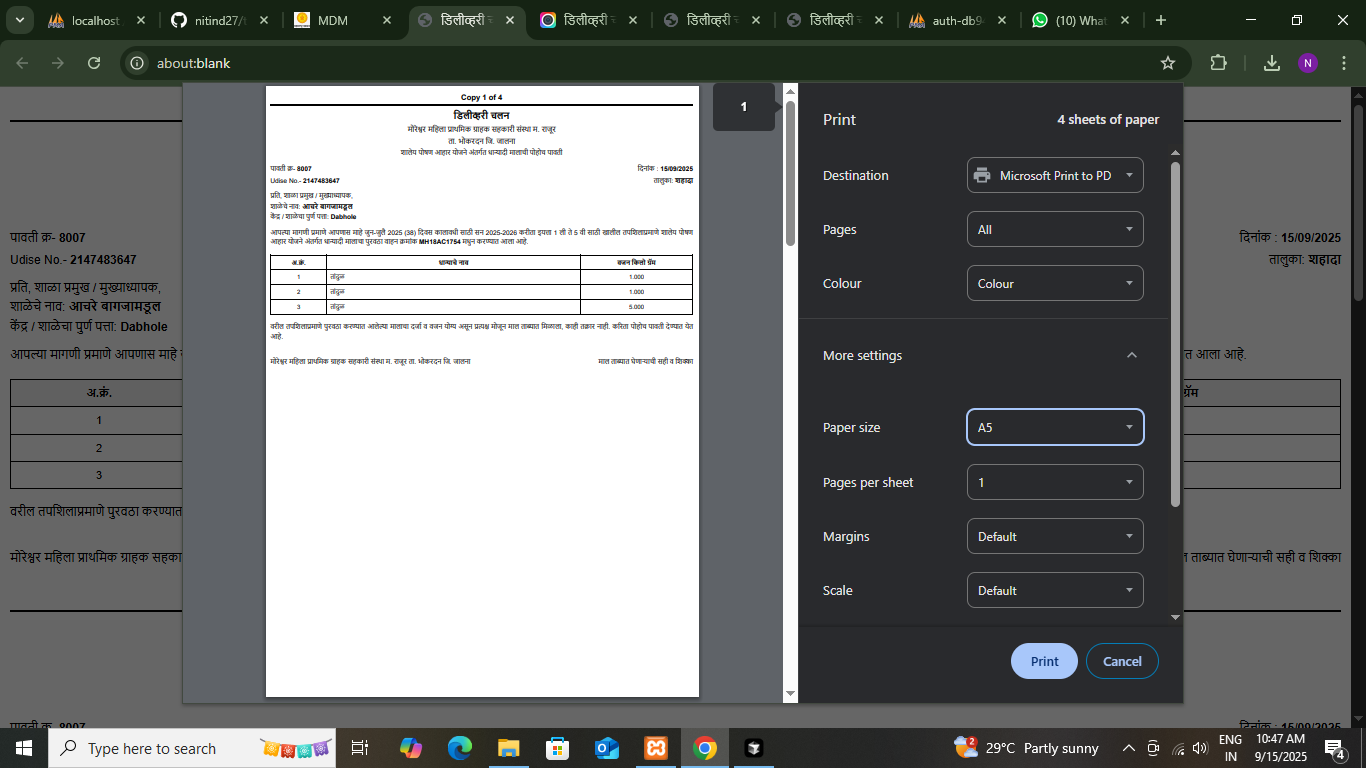 localhost
nitind27/
MDM
डिलीव्हरी
डिलीव्हरी
डिलीव्हरी
डिलीव्हरी
auth-db9
(10) What
about:blank
N
Copy 1 of 4
डिलीव्हरी चलन
मोरेश्वर महिला प्राथमिक ग्राहक सहकारी संस्था म. राजूर
ता. भोकरदन जि. जालना
शालेय पोषण आहार योजने अंतर्गत धान्यादी मालाची पोहोच पावती
पावती क्र- 8007 दिनांक : 15/09/2025
Udise No.- 2147483647 तालुका: शहादा
प्रति, शाळा प्रमुख / मुख्याध्यापक,
शाळेचे नाव: आचरे बागजामडूल
केंद्र / शाळेचा पुर्ण पत्ता: Dabhole
आपल्या मागणी प्रमाणे आपणास माहे जुन-जुलै 2025 (38) दिवस कालावधी साठी सन 2025-2026 करीता इयत्ता 1 ली ते 5 वी साठी खालील तपशिलाप्रमाणे शालेय पोषण
आहार योजने अंतर्गत धान्यादी मालाचा पुरवठा वाहन क्रमांक MH18AC1754 मधुन करण्यात आला आहे.
अ.क्रं. धान्याचे नाव वजन किलो ग्रॅम
1 तांदुळ 1.000
2 तांदुळ 1.000
3 तांदुळ 5.000
वरील तपशिलाप्रमाणे पुरवठा करण्यात आलेल्या मालाचा दर्जा व वजन योग्य असून प्रत्यक्ष मोजून माल ताब्यात मिळाला, काही तक्रार नाही. करिता पोहोच पावती देण्यात येत
आहे.
मोरेश्वर महिला प्राथमिक ग्राहक सहकारी संस्था म. राजूर ता. भोकरदन जि. जालना माल ताब्यात घेणाऱ्याची सही व शिक्का
1
Print 4 sheets of paper
Destination Microsoft Print to PD
Pages All
Colour Colour
More settings
Paper size A5
Pages per sheet 1
Margins Default
Scale Default
Print Cancel
पावती क्र- 8007 दिनांक : 15/09/2025
Udise No.- 2147483647 तालुका: शहादा
प्रति, शाळा प्रमुख / मुख्याध्यापक,
शाळेचे नाव: आचरे बागजामडूल
केंद्र / शाळेचा पुर्ण पत्ता: Dabhole
आपल्या मागणी प्रमाणे आपणास माहे त आला आहे.
अ.क्रं. ग्रॅम
1
2
3
वरील तपशिलाप्रमाणे पुरवठा करण्यात
मोरेश्वर महिला प्राथमिक ग्राहक सहका ल ताब्यात घेणाऱ्याची सही व शिक्का
पावती क्र- 8007 दिनांक : 15/09/2025
Type here to search
2
29°C Partly sunny
ENG
IN
10:47 AM
9/15/2025
4